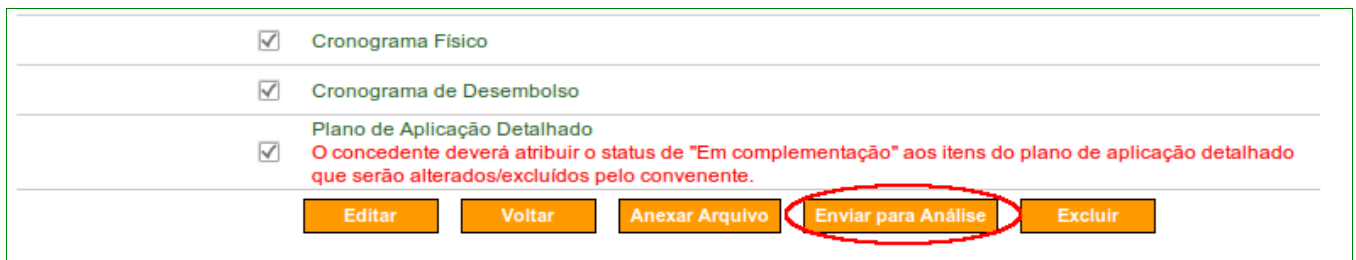 Cronograma Físico
Cronograma de Desembolso
Plano de Aplicação Detalhado
O concedente deverá atribuir o status de "Em complementação" aos itens do plano de aplicação detalhado
que serão alterados/excluídos pelo convenente.
Editar Voltar Anexar Arquivo Enviar para Análise Excluir